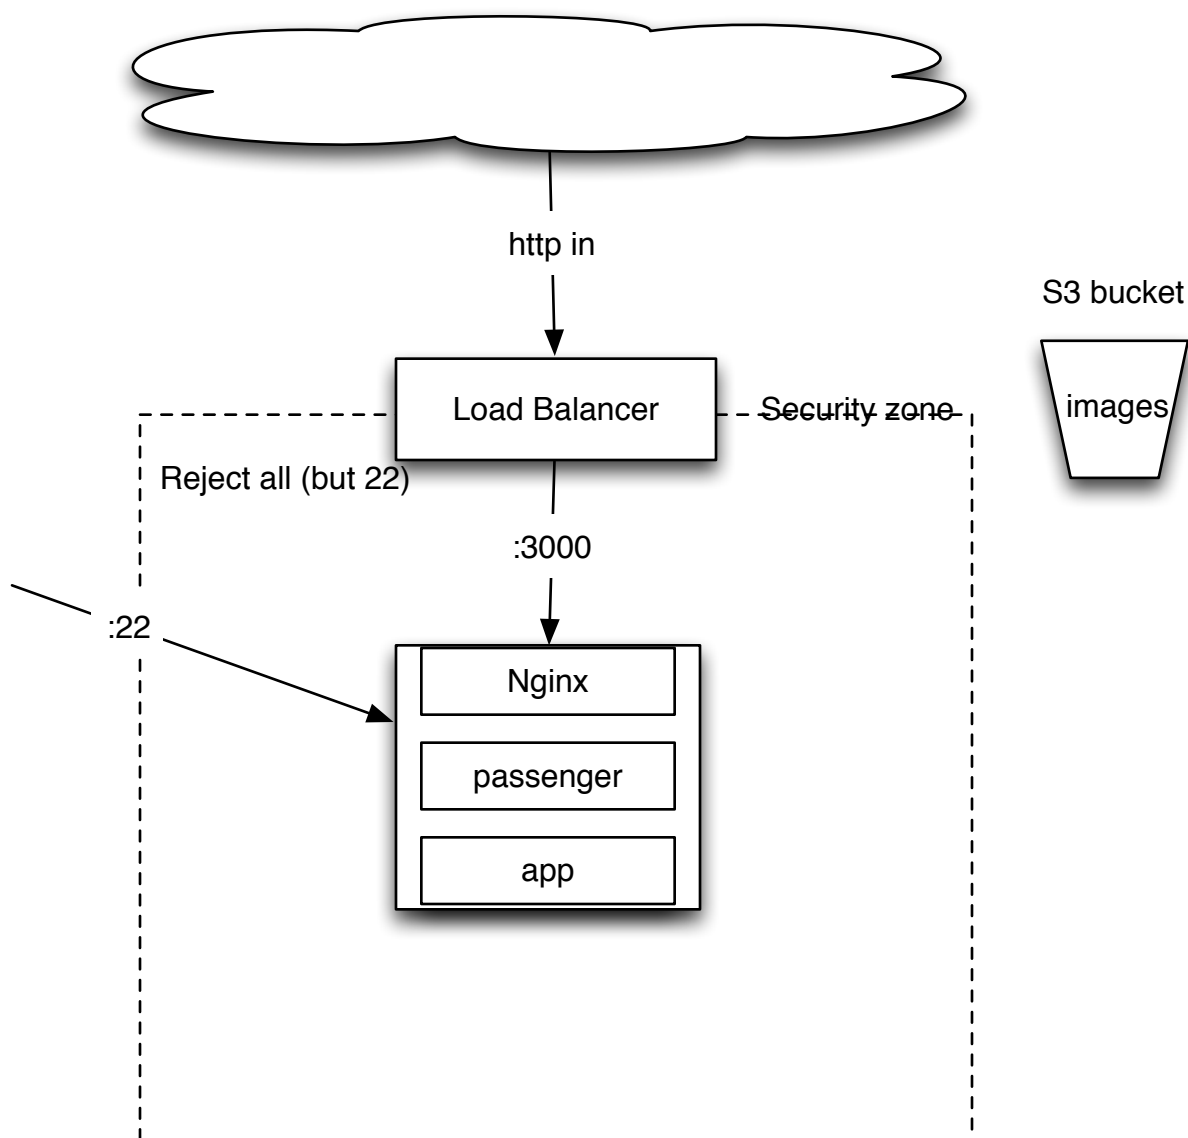 http in
S3 bucket
Load Balancer
Security zone
images
Reject all (but 22)
:3000
:22
Nginx
passenger
app